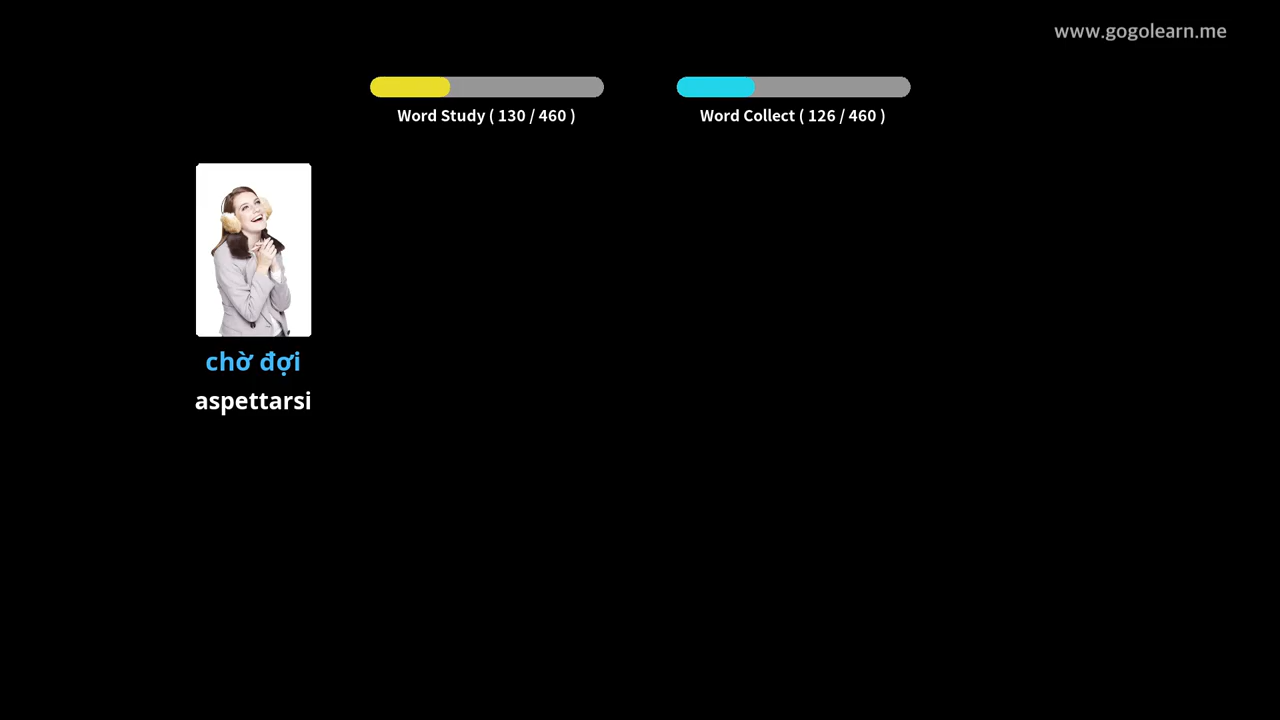 www.gogolearn.me
Word Study ( 130 / 460 )
Word Collect ( 126 / 460 )
chờ đợi
aspettarsi